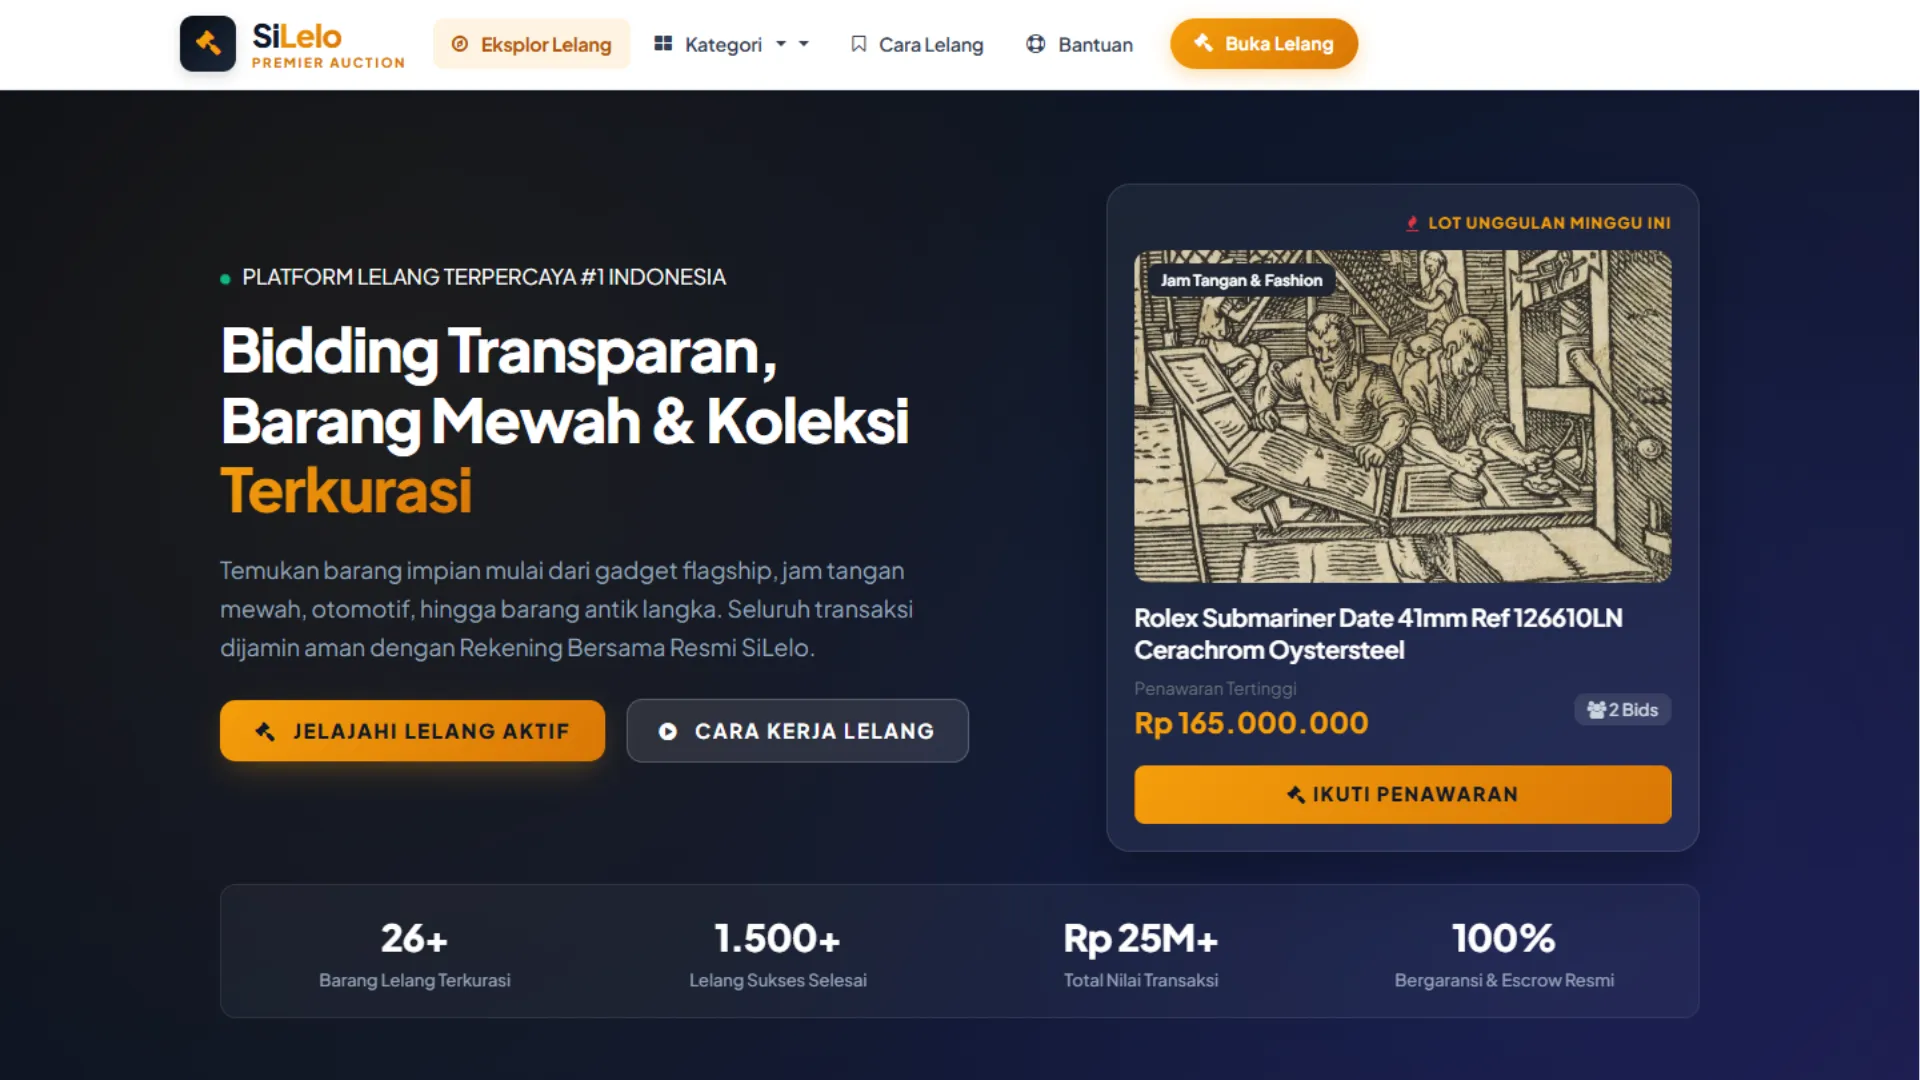 SiLelo
PREMIER AUCTION
Eksplor Lelang
Kategori
Cara Lelang
Bantuan
Buka Lelang
PLATFORM LELANG TERPERCAYA #1 INDONESIA
Bidding Transparan,
Barang Mewah & Koleksi
Terkurasi
Temukan barang impian mulai dari gadget flagship, jam tangan
mewah, otomotif, hingga barang antik langka. Seluruh transaksi
dijamin aman dengan Rekening Bersama Resmi SiLelo.
JELAJAHI LELANG AKTIF
CARA KERJA LELANG
LOT UNGGULAN MINGGU INI
Jam Tangan & Fashion
Rolex Submariner Date 41mm Ref 126610LN
Cerachrom Oystersteel
Penawaran Tertinggi
Rp 165.000.000
2 Bids
IKUTI PENAWARAN
26+
Barang Lelang Terkurasi
1.500+
Lelang Sukses Selesai
Rp 25M+
Total Nilai Transaksi
100%
Bergaransi & Escrow Resmi